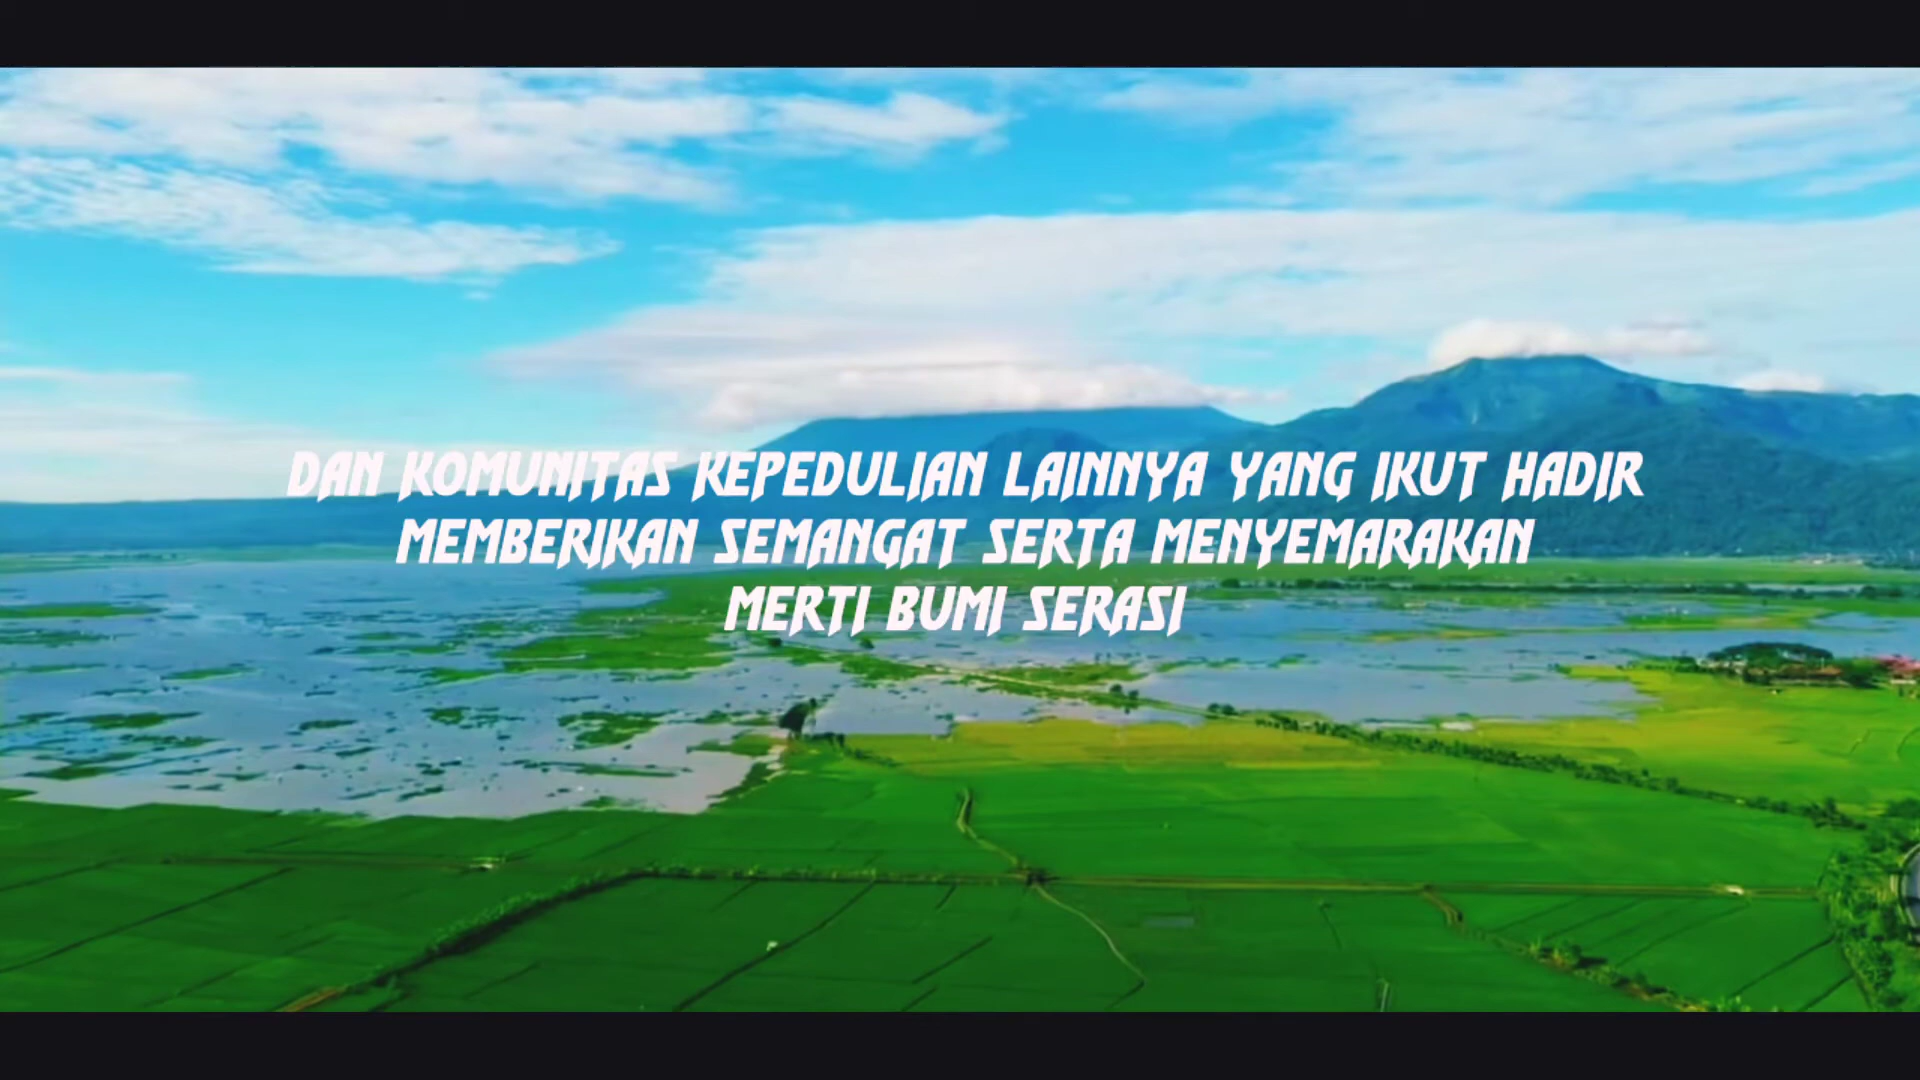 DAN KOMUNITAS KEPEDULIAN LAINNYA YANG IKUT HADIR
MEMBERIKAN SEMANGAT SERTA MENYEMARAKAN
MERTI BUMI SERASI